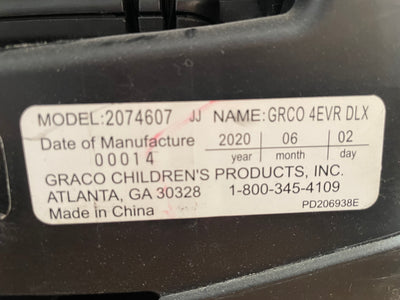 MODEL:2074607 JJ NAME:GRCO 4EVR DLX
Date of Manufacture 2020 06 02
00014 year month day
GRACO CHILDREN'S PRODUCTS, INC.
ATLANTA, GA 30328 1-800-345-4109
Made in China PD206938E